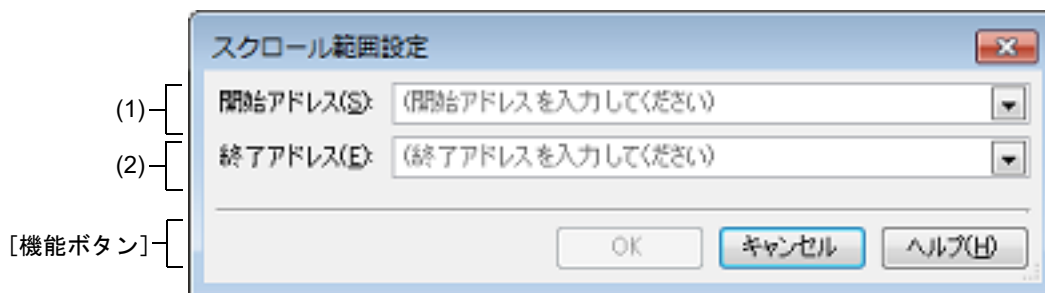 スクロール範囲設定
(1) 開始アドレス(S): (開始アドレスを入力してください)
(2) 終了アドレス(E): (終了アドレスを入力してください)
[機能ボタン] OK キャンセル ヘルプ(H)